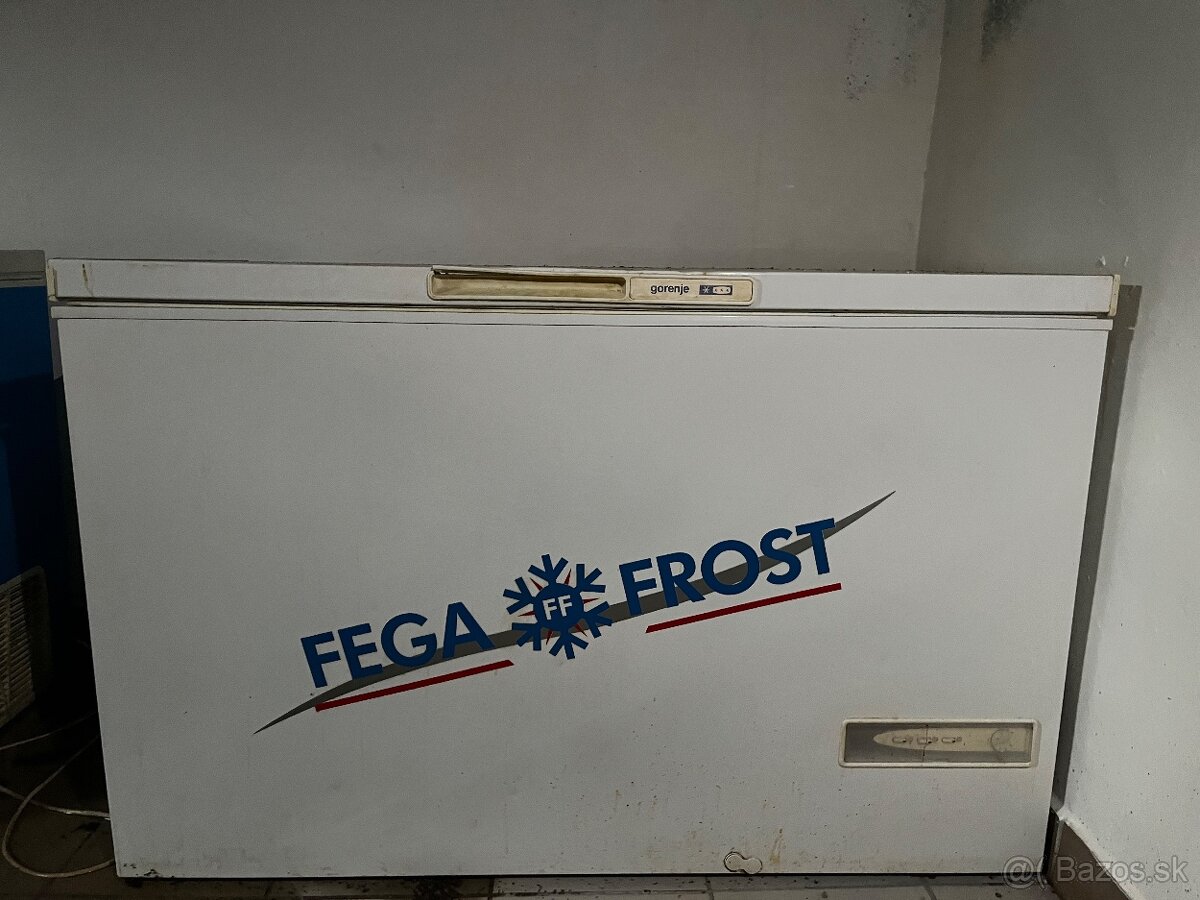 gorenje
FEGA FF FROST
@( Bazos.sk